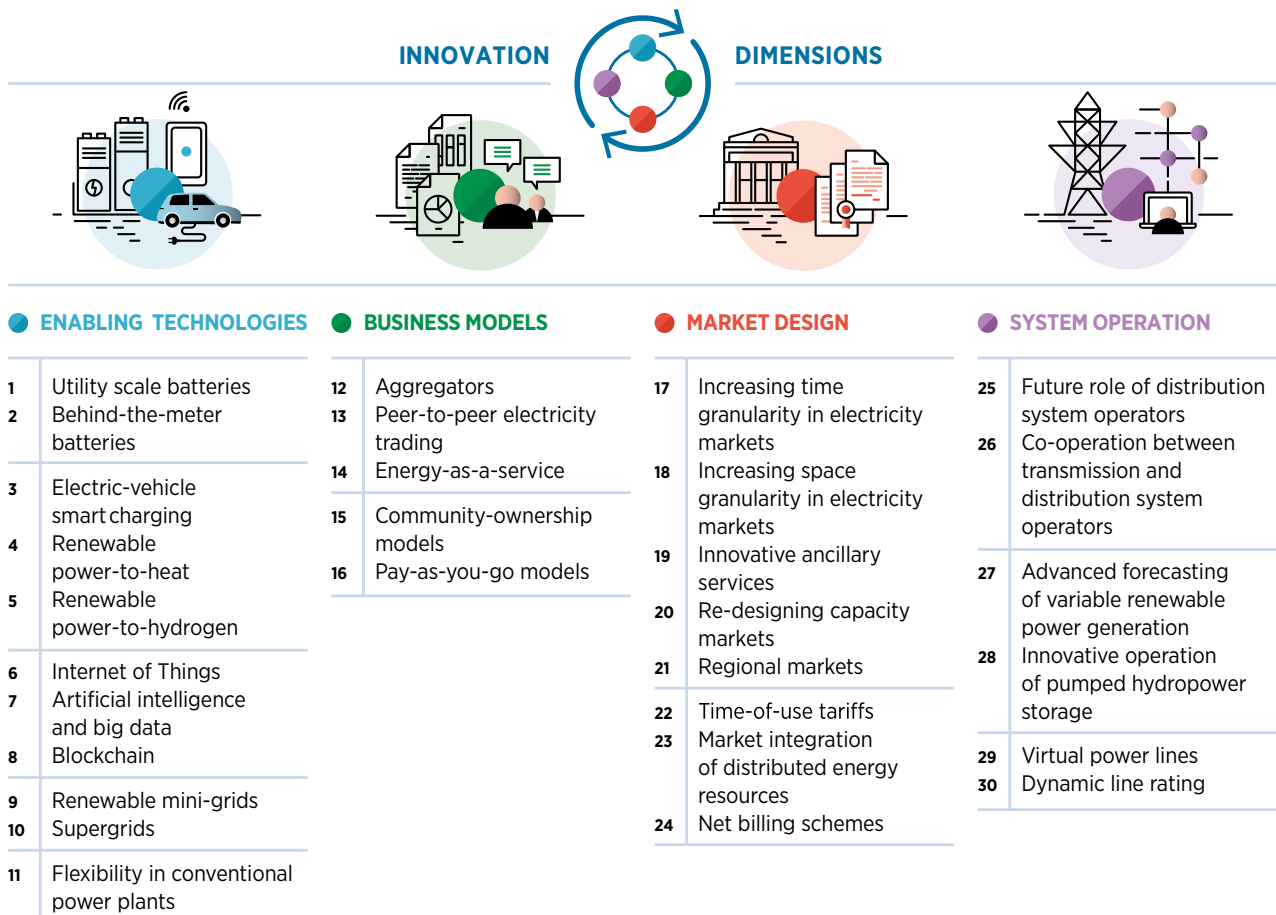 INNOVATION DIMENSIONS
ENABLING TECHNOLOGIES
1 Utility scale batteries
2 Behind-the-meter
batteries
3 Electric-vehicle
smart charging
4 Renewable
power-to-heat
5 Renewable
power-to-hydrogen
6 Internet of Things
7 Artificial intelligence
and big data
8 Blockchain
9 Renewable mini-grids
10 Supergrids
11 Flexibility in conventional
power plants
BUSINESS MODELS
12 Aggregators
13 Peer-to-peer electricity
trading
14 Energy-as-a-service
15 Community-ownership
models
16 Pay-as-you-go models
MARKET DESIGN
17 Increasing time
granularity in electricity
markets
18 Increasing space
granularity in electricity
markets
19 Innovative ancillary
services
20 Re-designing capacity
markets
21 Regional markets
22 Time-of-use tariffs
23 Market integration
of distributed energy
resources
24 Net billing schemes
SYSTEM OPERATION
25 Future role of distribution
system operators
26 Co-operation between
transmission and
distribution system
operators
27 Advanced forecasting
of variable renewable
power generation
28 Innovative operation
of pumped hydropower
storage
29 Virtual power lines
30 Dynamic line rating